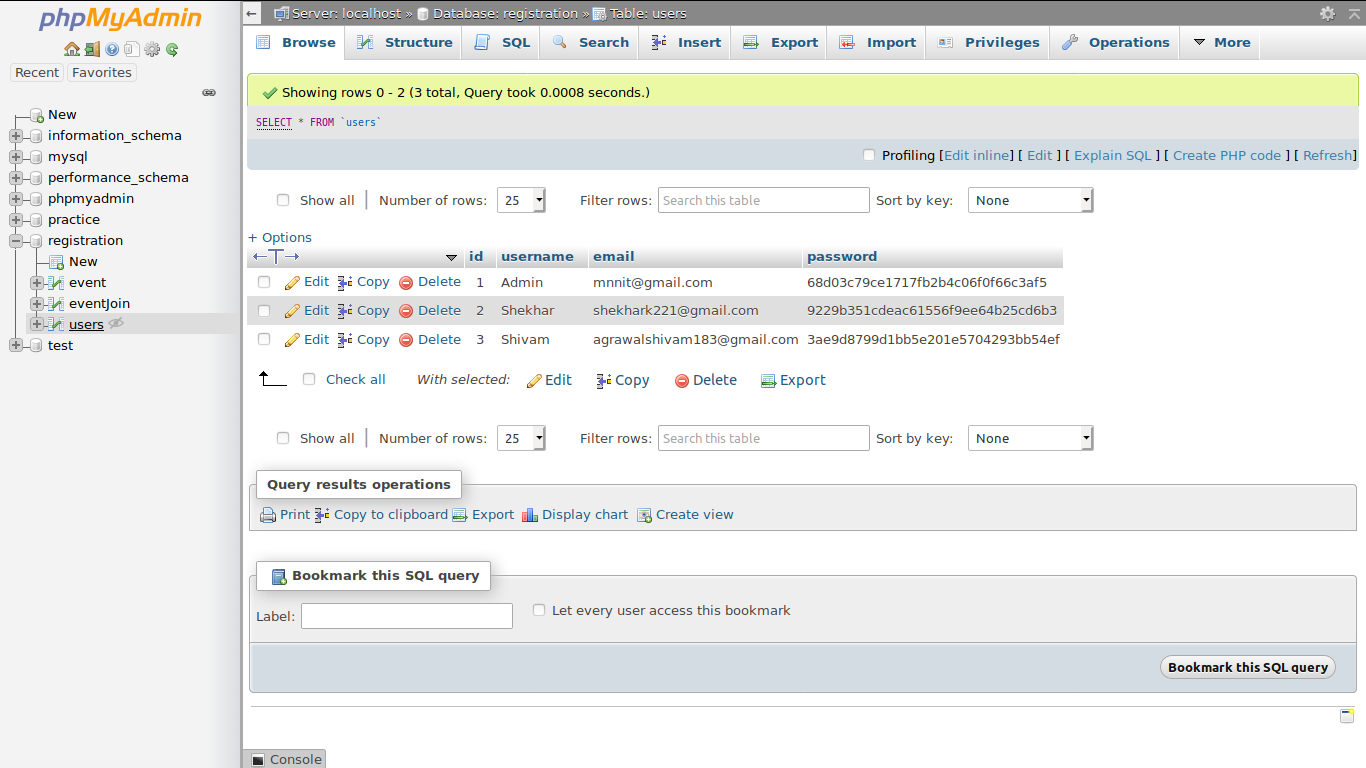 phpMyAdmin
Recent Favorites
New
information_schema
mysql
performance_schema
phpmyadmin
practice
registration
New
event
eventJoin
users
test
Server: localhost » Database: registration » Table: users
Browse Structure SQL Search Insert Export Import Privileges Operations More
Showing rows 0 - 2 (3 total, Query took 0.0008 seconds.)
SELECT * FROM `users`
Profiling [Edit inline] [ Edit ] [ Explain SQL ] [ Create PHP code ] [ Refresh]
Show all Number of rows: 25 Filter rows: Search this table Sort by key: None
+ Options
id username email password
Edit Copy Delete 1 Admin mnnit@gmail.com 68d03c79ce1717fb2b4c06f0f66c3af5
Edit Copy Delete 2 Shekhar shekhark221@gmail.com 9229b351cdeac61556f9ee64b25cd6b3
Edit Copy Delete 3 Shivam agrawalshivam183@gmail.com 3ae9d8799d1bb5e201e5704293bb54ef
Check all With selected: Edit Copy Delete Export
Show all Number of rows: 25 Filter rows: Search this table Sort by key: None
Query results operations
Print Copy to clipboard Export Display chart Create view
Bookmark this SQL query
Label: Let every user access this bookmark
Bookmark this SQL query
Console